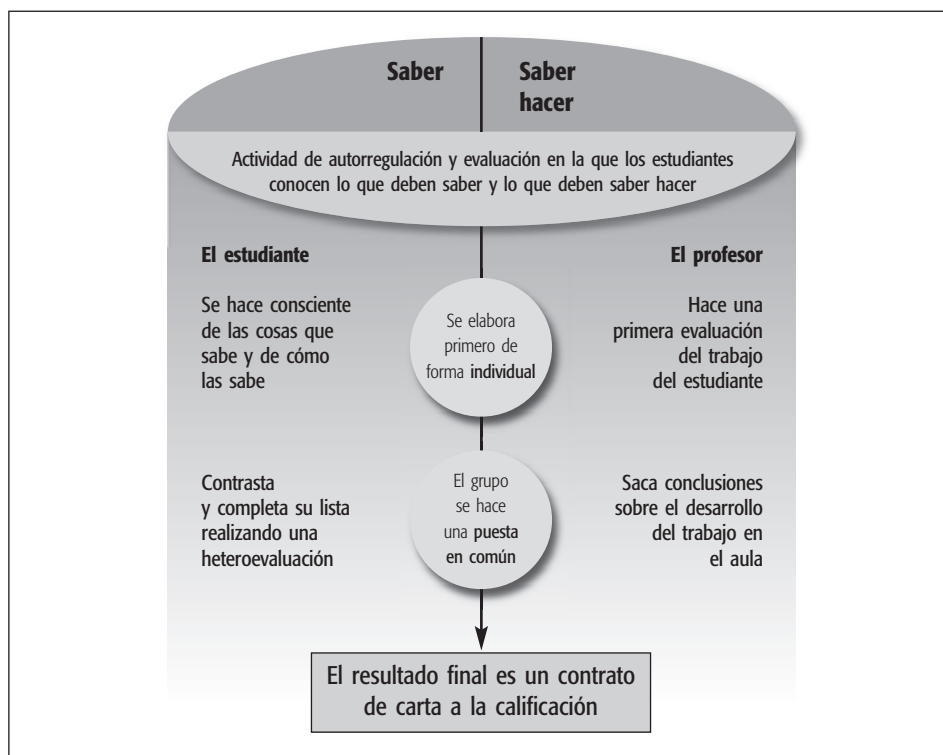 Saber
Saber
hacer
Actividad de autorregulación y evaluación en la que los estudiantes
conocen lo que deben saber y lo que deben saber hacer
El estudiante
El profesor
Se hace consciente
de las cosas que
sabe y de cómo
las sabe
Se elabora
primero de
forma individual
Hace una
primera evaluación
del trabajo
del estudiante
Contrasta
y completa su lista
realizando una
heteroevaluación
El grupo
se hace
una puesta
en común
Saca conclusiones
sobre el desarrollo
del trabajo en
el aula
El resultado final es un contrato
de carta a la calificación